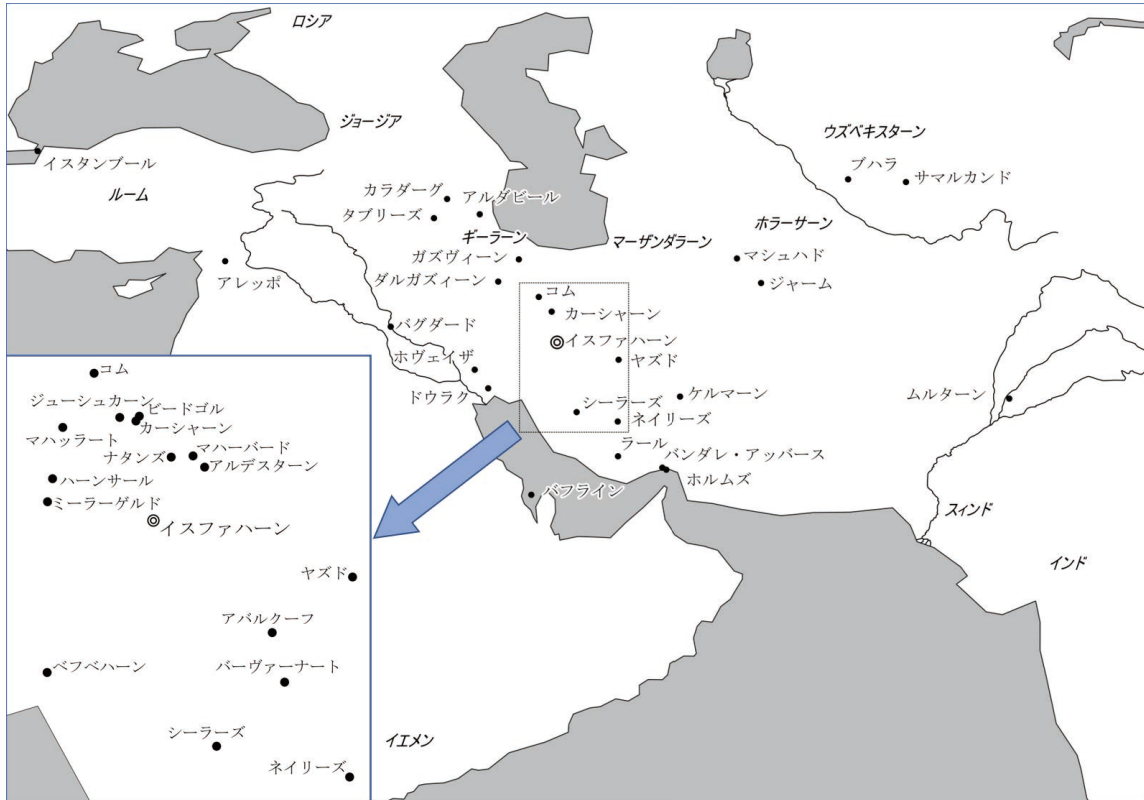 ロシア
ジョージア
イスタンブール
ルーム
ウズベキスターン
ブハラ
サマルカンド
カラダーグ
アルダビール
タブリーズ
ギーラーン
マーザンダラーン
ホラーサーン
ガズヴィーン
マシュハド
アレッポ
ダルガズィーン
ジャーム
コム
カーシャーン
バグダード
イスファハーン
ホヴェイザ
ヤズド
ドウラク
ケルマーン
ムルターン
シーラーズ
ネイリーズ
ラール
バンダレ・アッバース
ホルムズ
バフライン
スィンド
インド
イエメン
コム
ジューシュカーン
ビードゴル
カーシャーン
マハッラート
ナタンズ
マハーバード
アルデスターン
ハーンサール
ミーラーゲルド
イスファハーン
ヤズド
アバルクーフ
ベフベハーン
バーヴァーナート
シーラーズ
ネイリーズ